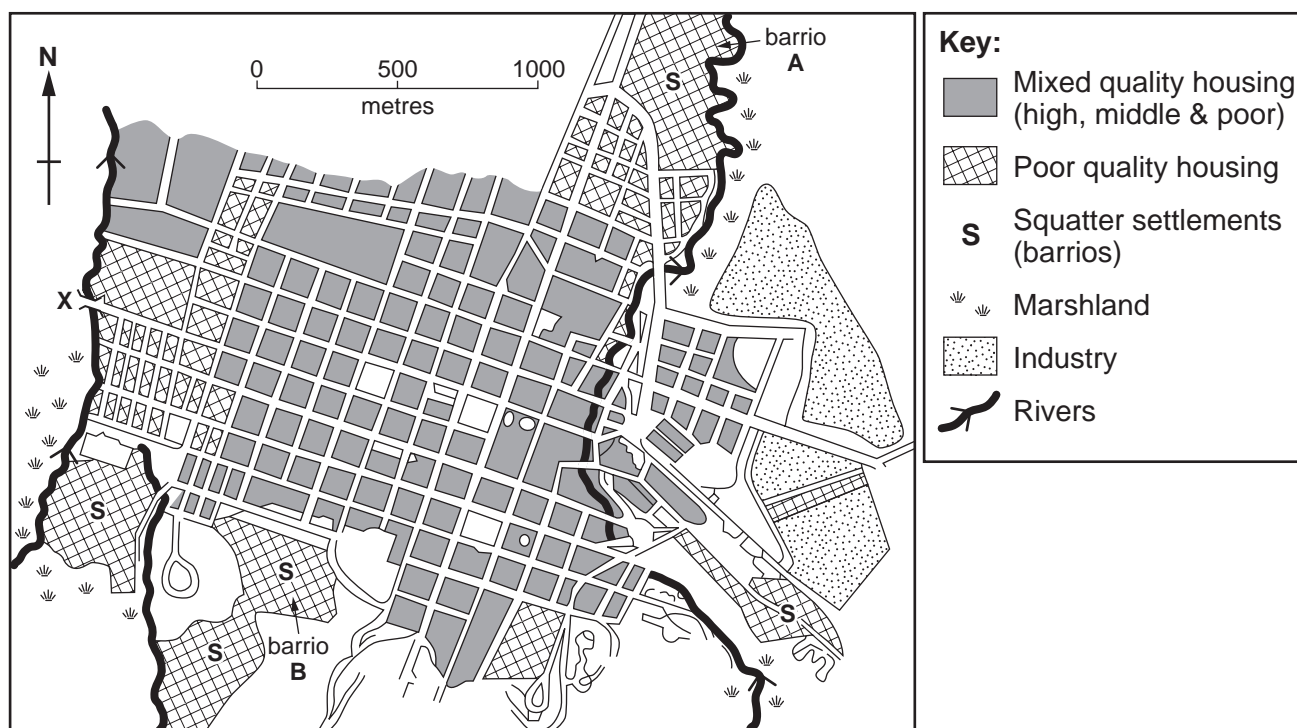 N
0 500 1000
metres
barrio
A
S
X
S
S
barrio
B
S
S
Key:
Mixed quality housing
(high, middle & poor)
Poor quality housing
S Squatter settlements
(barrios)
Marshland
Industry
Rivers